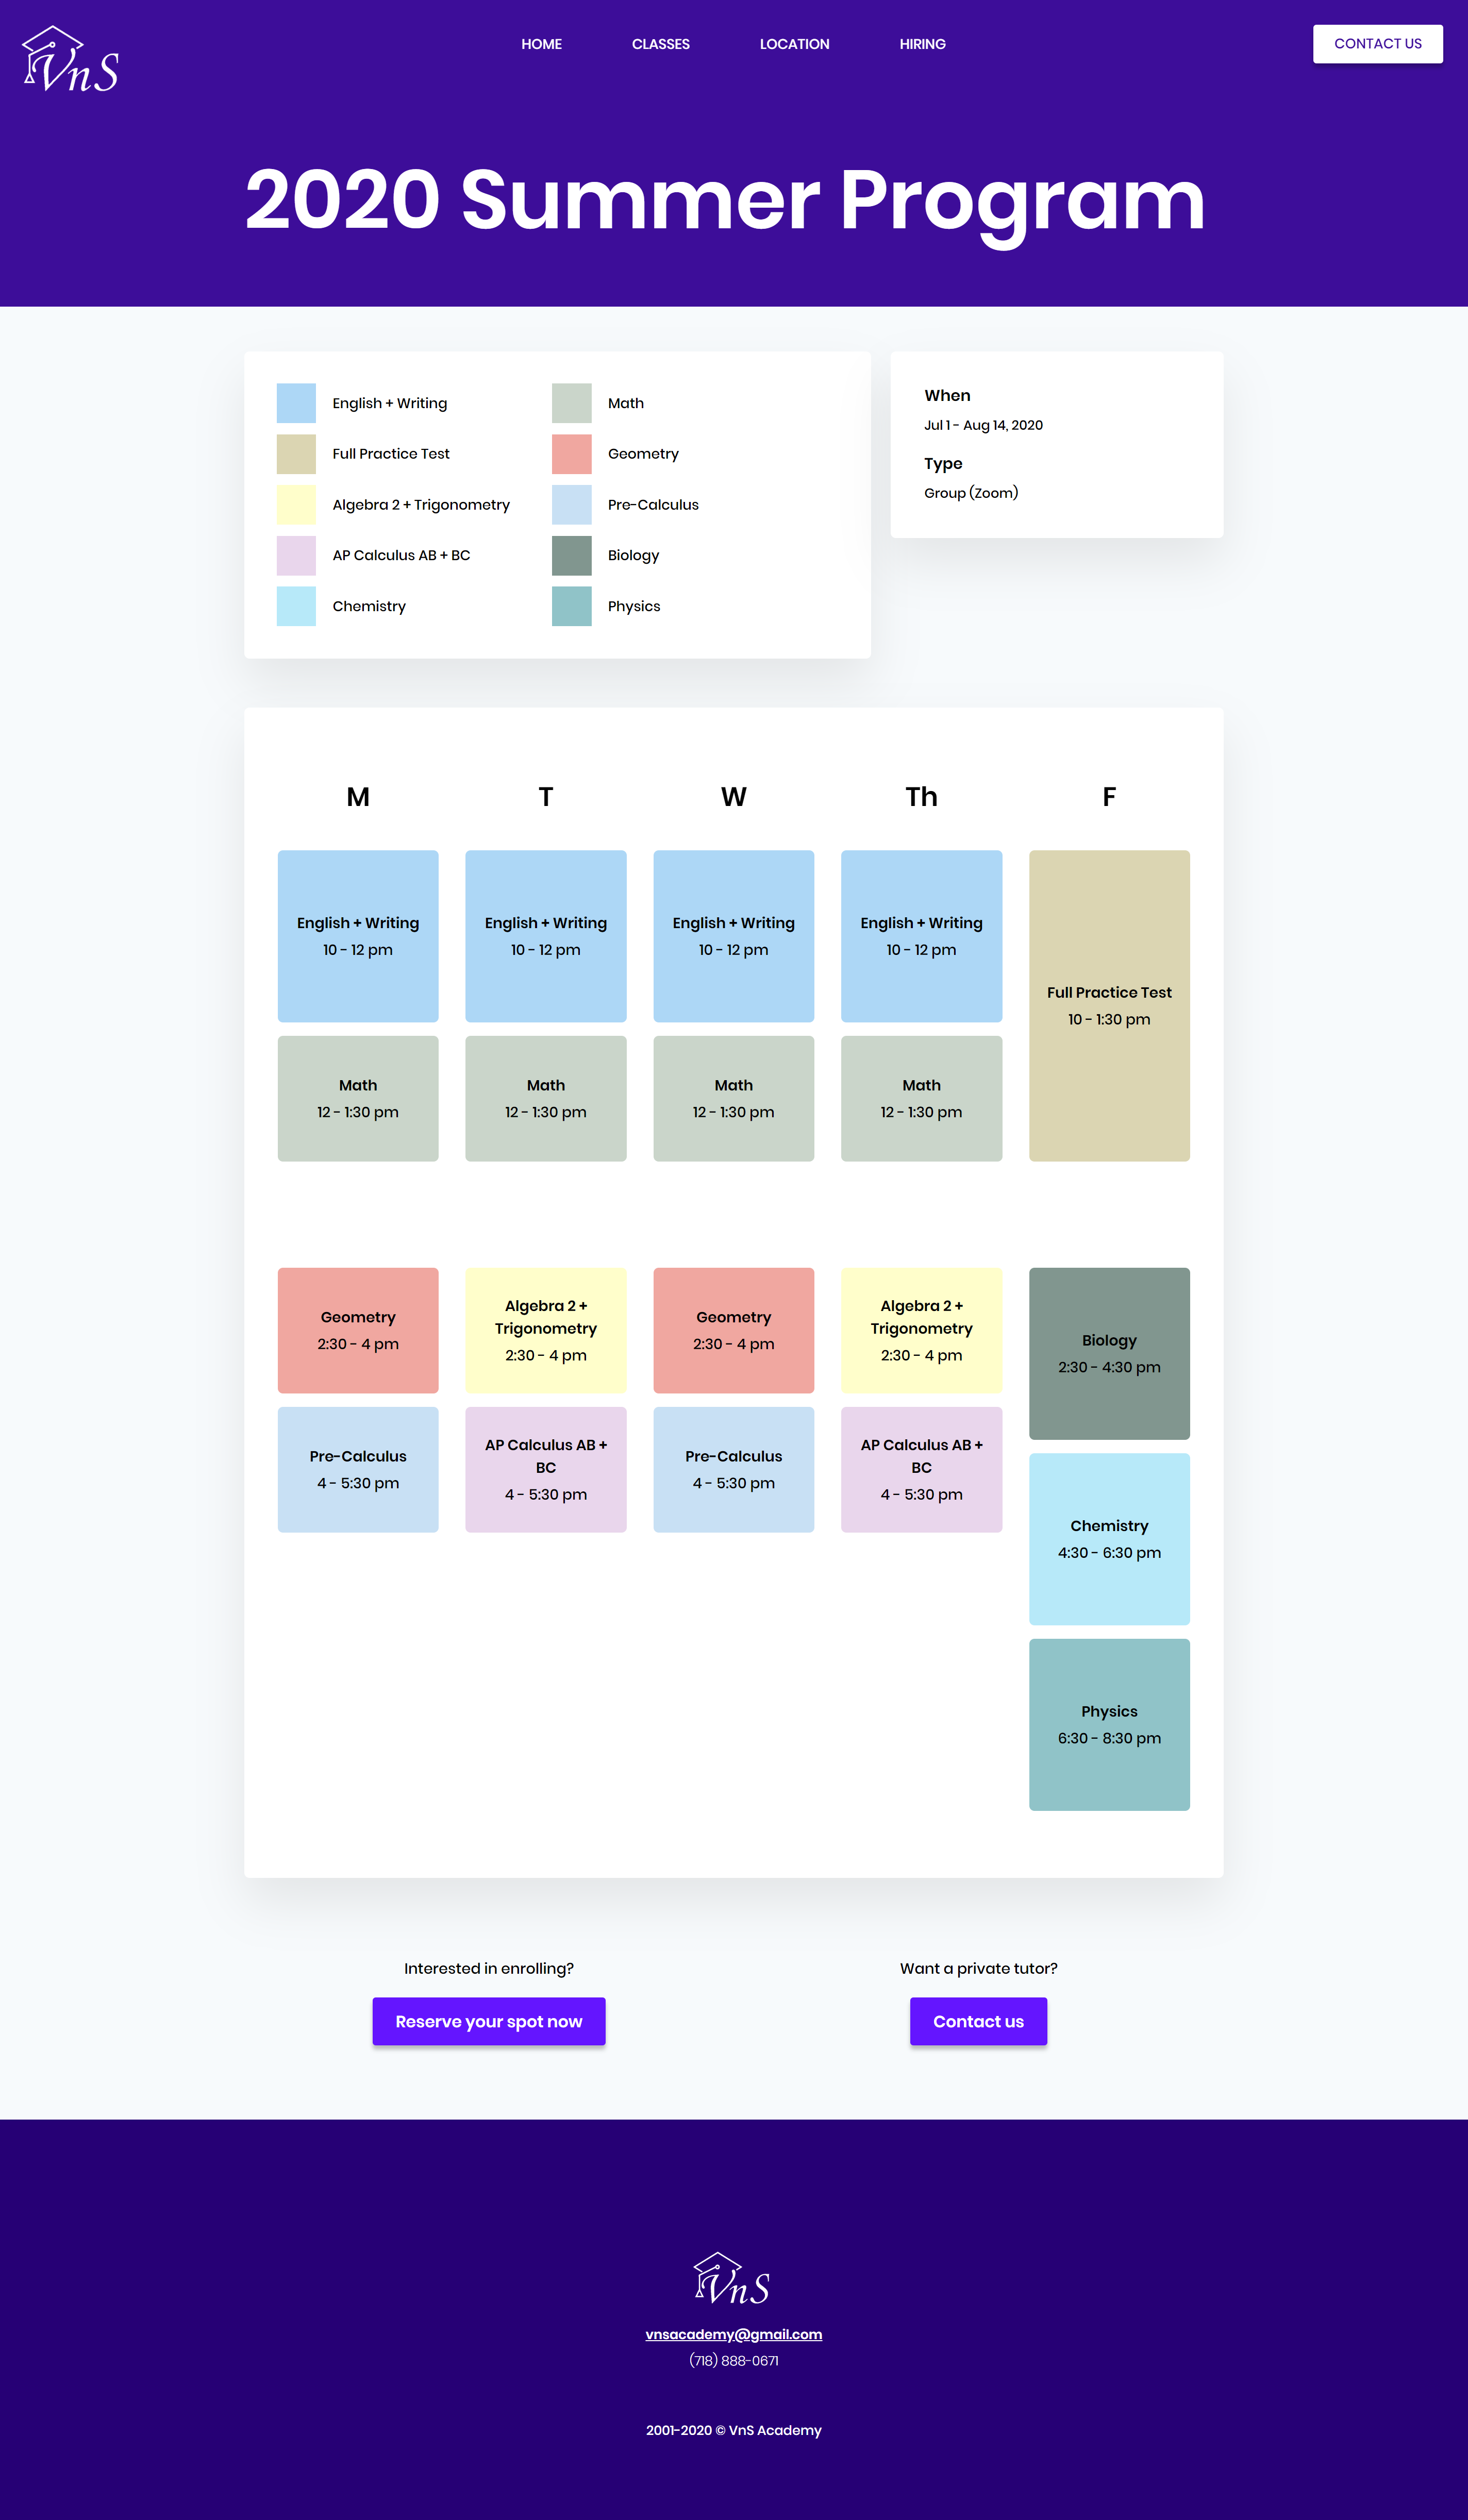 VnS
HOME
CLASSES
LOCATION
HIRING
CONTACT US
2020 Summer Program
English + Writing
Math
Full Practice Test
Geometry
Algebra 2 + Trigonometry
Pre-Calculus
AP Calculus AB + BC
Biology
Chemistry
Physics
When
Jul 1 - Aug 14, 2020
Type
Group (Zoom)
M
T
W
Th
F
English + Writing
10 - 12 pm
English + Writing
10 - 12 pm
English + Writing
10 - 12 pm
English + Writing
10 - 12 pm
Full Practice Test
10 - 1:30 pm
Math
12 - 1:30 pm
Math
12 - 1:30 pm
Math
12 - 1:30 pm
Math
12 - 1:30 pm
Geometry
2:30 - 4 pm
Algebra 2 +
Trigonometry
2:30 - 4 pm
Geometry
2:30 - 4 pm
Algebra 2 +
Trigonometry
2:30 - 4 pm
Biology
2:30 - 4:30 pm
Pre-Calculus
4 - 5:30 pm
AP Calculus AB +
BC
4 - 5:30 pm
Pre-Calculus
4 - 5:30 pm
AP Calculus AB +
BC
4 - 5:30 pm
Chemistry
4:30 - 6:30 pm
Physics
6:30 - 8:30 pm
Interested in enrolling?
Reserve your spot now
Want a private tutor?
Contact us
VnS
vnsacademy@gmail.com
(718) 888-0671
2001-2020 © VnS Academy